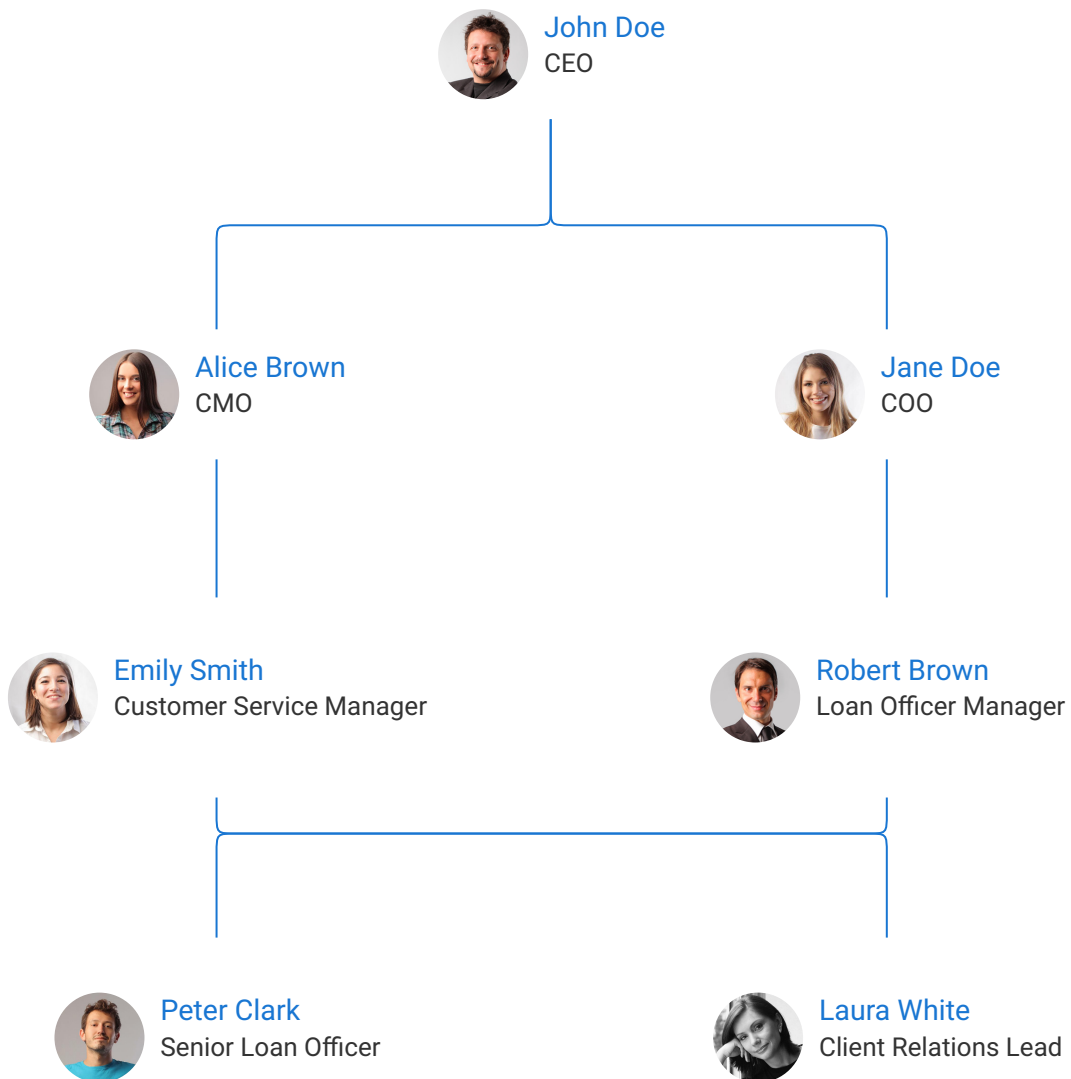 John Doe
CEO
Alice Brown
CMO
Jane Doe
COO
Emily Smith
Customer Service Manager
Robert Brown
Loan Officer Manager
Peter Clark
Senior Loan Officer
Laura White
Client Relations Lead